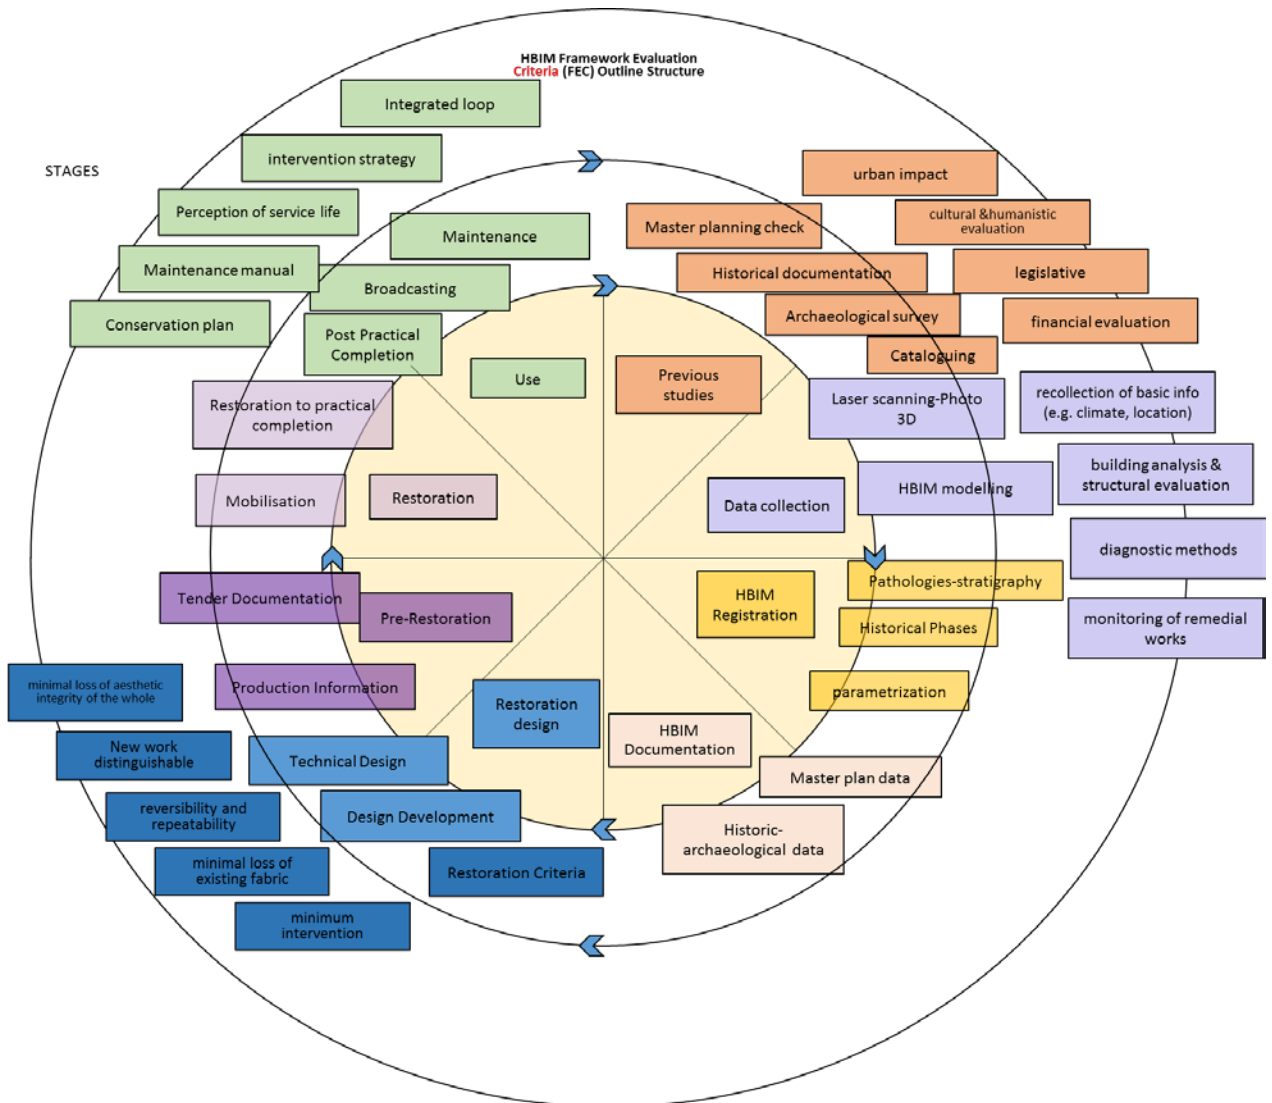 HBIM Framework Evaluation
Criteria (FEC) Outline Structure
STAGES
Integrated loop
intervention strategy
Perception of service life
Maintenance manual
Conservation plan
Maintenance
Broadcasting
Post Practical
Completion
Use
urban impact
cultural &humanistic
evaluation
legislative
financial evaluation
Master planning check
Historical documentation
Archaeological survey
Cataloguing
Previous
studies
recollection of basic info
(e.g. climate, location)
building analysis &
structural evaluation
diagnostic methods
monitoring of remedial
works
Laser scanning-Photo
3D
HBIM modelling
Data collection
Pathologies-stratigraphy
Historical Phases
parametrization
HBIM
Registration
HBIM
Documentation
Master plan data
Historic-
archaeological data
Restoration
design
Technical Design
Design Development
Restoration Criteria
minimal loss of aesthetic
integrity of the whole
New work
distinguishable
reversibility and
repeatability
minimal loss of
existing fabric
minimum
intervention
Pre-Restoration
Tender Documentation
Production Information
Restoration
Restoration to practical
completion
Mobilisation